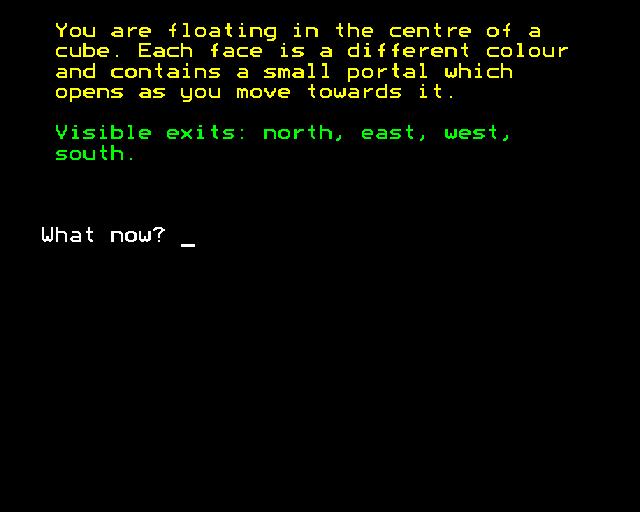 You are floating in the centre of a
cube. Each face is a different colour
and contains a small portal which
opens as you move towards it.
Visible exits: north, east, west,
south.
What now? _